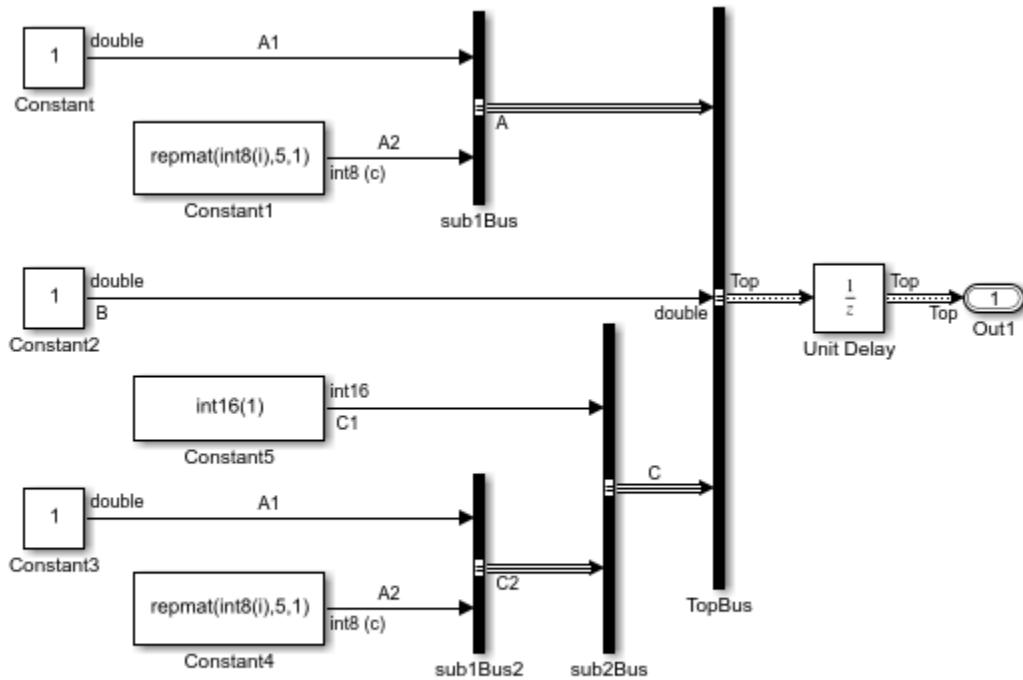 1
double
A1
Constant
A
repmat(int8(i),5,1)
A2
int8 (c)
Constant1
sub1Bus
1
double
B
Constant2
double
Top
1
z
Top
Top
1
Unit Delay
Out1
int16(1)
int16
C1
Constant5
C
1
double
A1
Constant3
C2
repmat(int8(i),5,1)
A2
int8 (c)
Constant4
sub1Bus2
sub2Bus
TopBus